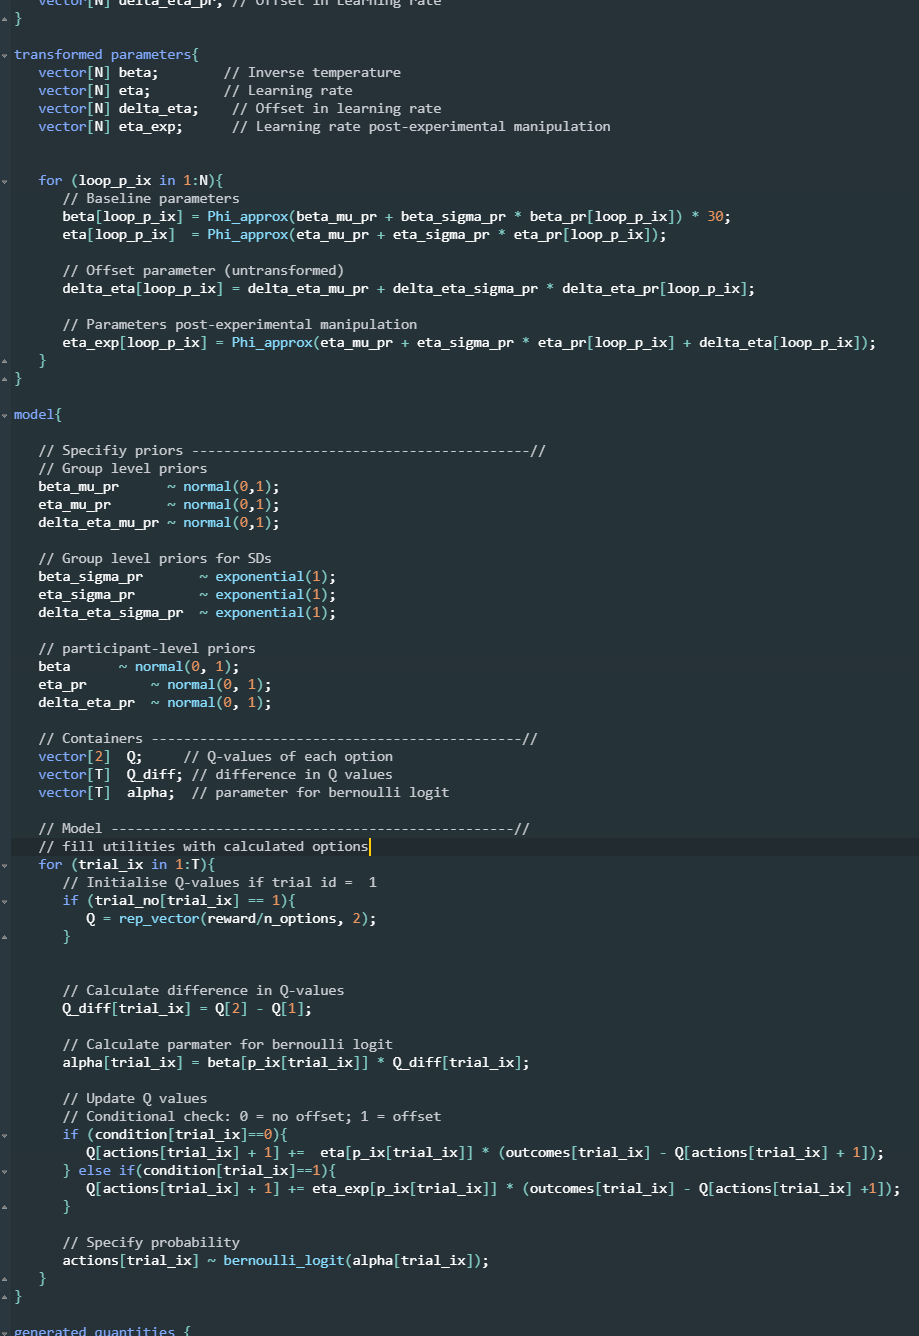 vector[N] delta_eta_pr; // Offset in Learning rate
}
transformed parameters{
vector[N] beta; // Inverse temperature
vector[N] eta; // Learning rate
vector[N] delta_eta; // Offset in learning rate
vector[N] eta_exp; // Learning rate post-experimental manipulation
for (loop_p_ix in 1:N){
// Baseline parameters
beta[loop_p_ix] = Phi_approx(beta_mu_pr + beta_sigma_pr * beta_pr[loop_p_ix]) * 30;
eta[loop_p_ix] = Phi_approx(eta_mu_pr + eta_sigma_pr * eta_pr[loop_p_ix]);
// Offset parameter (untransformed)
delta_eta[loop_p_ix] = delta_eta_mu_pr + delta_eta_sigma_pr * delta_eta_pr[loop_p_ix];
// Parameters post-experimental manipulation
eta_exp[loop_p_ix] = Phi_approx(eta_mu_pr + eta_sigma_pr * eta_pr[loop_p_ix] + delta_eta[loop_p_ix]);
}
}
model{
// Specifiy priors ------------------------------------------//
// Group level priors
beta_mu_pr ~ normal(0,1);
eta_mu_pr ~ normal(0,1);
delta_eta_mu_pr ~ normal(0,1);
// Group level priors for SDs
beta_sigma_pr ~ exponential(1);
eta_sigma_pr ~ exponential(1);
delta_eta_sigma_pr ~ exponential(1);
// participant-level priors
beta ~ normal(0, 1);
eta_pr ~ normal(0, 1);
delta_eta_pr ~ normal(0, 1);
// Containers ----------------------------------------------//
vector[2] Q; // Q-values of each option
vector[T] Q_diff; // difference in Q values
vector[T] alpha; // parameter for bernoulli logit
// Model --------------------------------------------------//
// fill utilities with calculated options
for (trial_ix in 1:T){
// Initialise Q-values if trial id = 1
if (trial_no[trial_ix] == 1){
Q = rep_vector(reward/n_options, 2);
}
// Calculate difference in Q-values
Q_diff[trial_ix] = Q[2] - Q[1];
// Calculate parmater for bernoulli logit
alpha[trial_ix] = beta[p_ix[trial_ix]] * Q_diff[trial_ix];
// Update Q values
// Conditional check: 0 = no offset; 1 = offset
if (condition[trial_ix]==0){
Q[actions[trial_ix] + 1] += eta[p_ix[trial_ix]] * (outcomes[trial_ix] - Q[actions[trial_ix] + 1]);
} else if(condition[trial_ix]==1){
Q[actions[trial_ix] + 1] += eta_exp[p_ix[trial_ix]] * (outcomes[trial_ix] - Q[actions[trial_ix] +1]);
}
// Specify probability
actions[trial_ix] ~ bernoulli_logit(alpha[trial_ix]);
}
}
generated quantities {